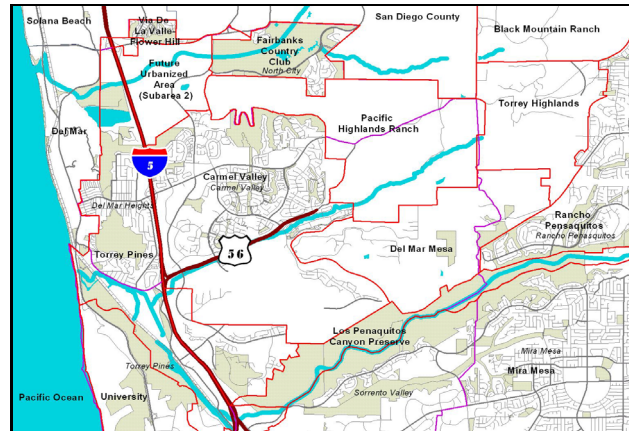 Solana Beach
Via De
La Valle-
Flower Hill
San Diego County
Fairbanks
Country
Club
North City
Black Mountain Ranch
Future
Urbanized
Area
(Subarea 2)
Torrey Highlands
Pacific
Highlands Ranch
Del Mar
5
Carmel Valley
Carmel Valley
Del Mar Heights
Rancho
Penasquitos
Rancho Penasquitos
56
Del Mar Mesa
Torrey Pines
Los Penaquitos
Canyon Preserve
Mira Mesa
Mira Mesa
Torrey Pines
Sorrento Valley
Pacific Ocean
University